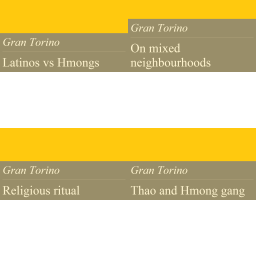 Gran Torino
Latinos vs Hmongs
Gran Torino
On mixed
neighbourhoods
Gran Torino
Religious ritual
Gran Torino
Thao and Hmong gang